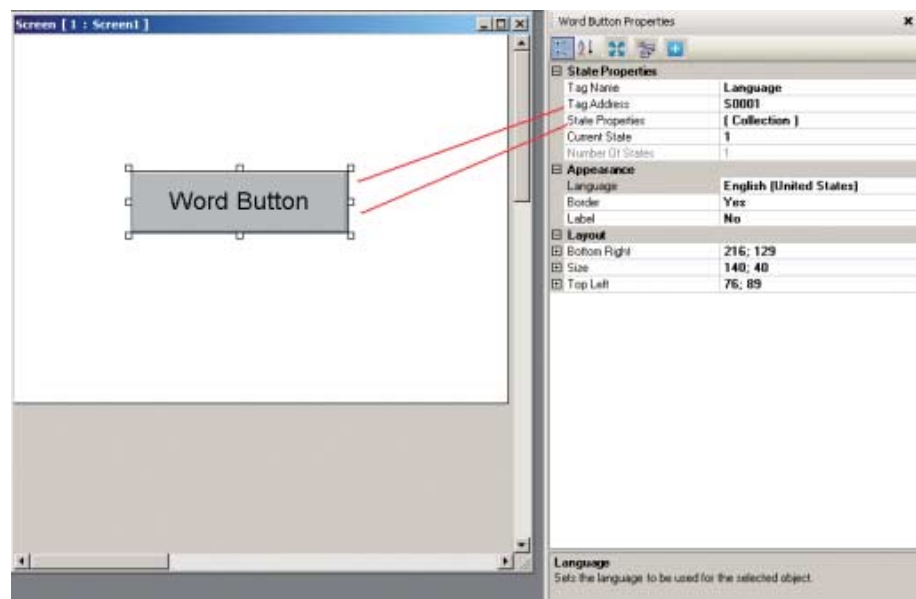 Screen [ 1 : Screen1 ]
Word Button
Word Button Properties
State Properties
Tag Name Language
Tag Address S0001
State Properties ( Collection )
Current State 1
Number Of States 1
Appearance
Language English (United States)
Border Yes
Label No
Layout
Bottom Right 216; 129
Size 140; 40
Top Left 76; 89
Language
Sets the language to be used for the selected object.